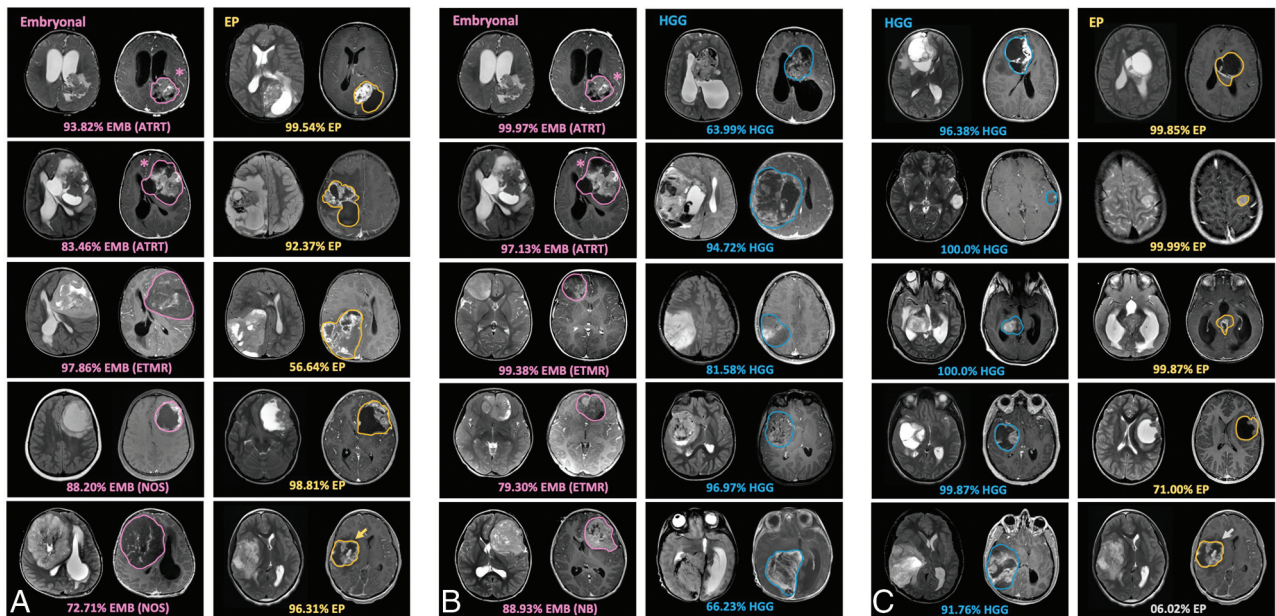 Embryonal
EP
*
93.82% EMB (ATRT)
99.54% EP
*
83.46% EMB (ATRT)
92.37% EP
97.86% EMB (ETMR)
56.64% EP
88.20% EMB (NOS)
98.81% EP
A
72.71% EMB (NOS)
96.31% EP
Embryonal
HGG
*
99.97% EMB (ATRT)
63.99% HGG
*
97.13% EMB (ATRT)
94.72% HGG
99.38% EMB (ETMR)
81.58% HGG
79.30% EMB (ETMR)
96.97% HGG
B
88.93% EMB (NB)
66.23% HGG
HGG
EP
96.38% HGG
99.85% EP
100.0% HGG
99.99% EP
100.0% HGG
99.87% EP
99.87% HGG
71.00% EP
C
91.76% HGG
06.02% EP